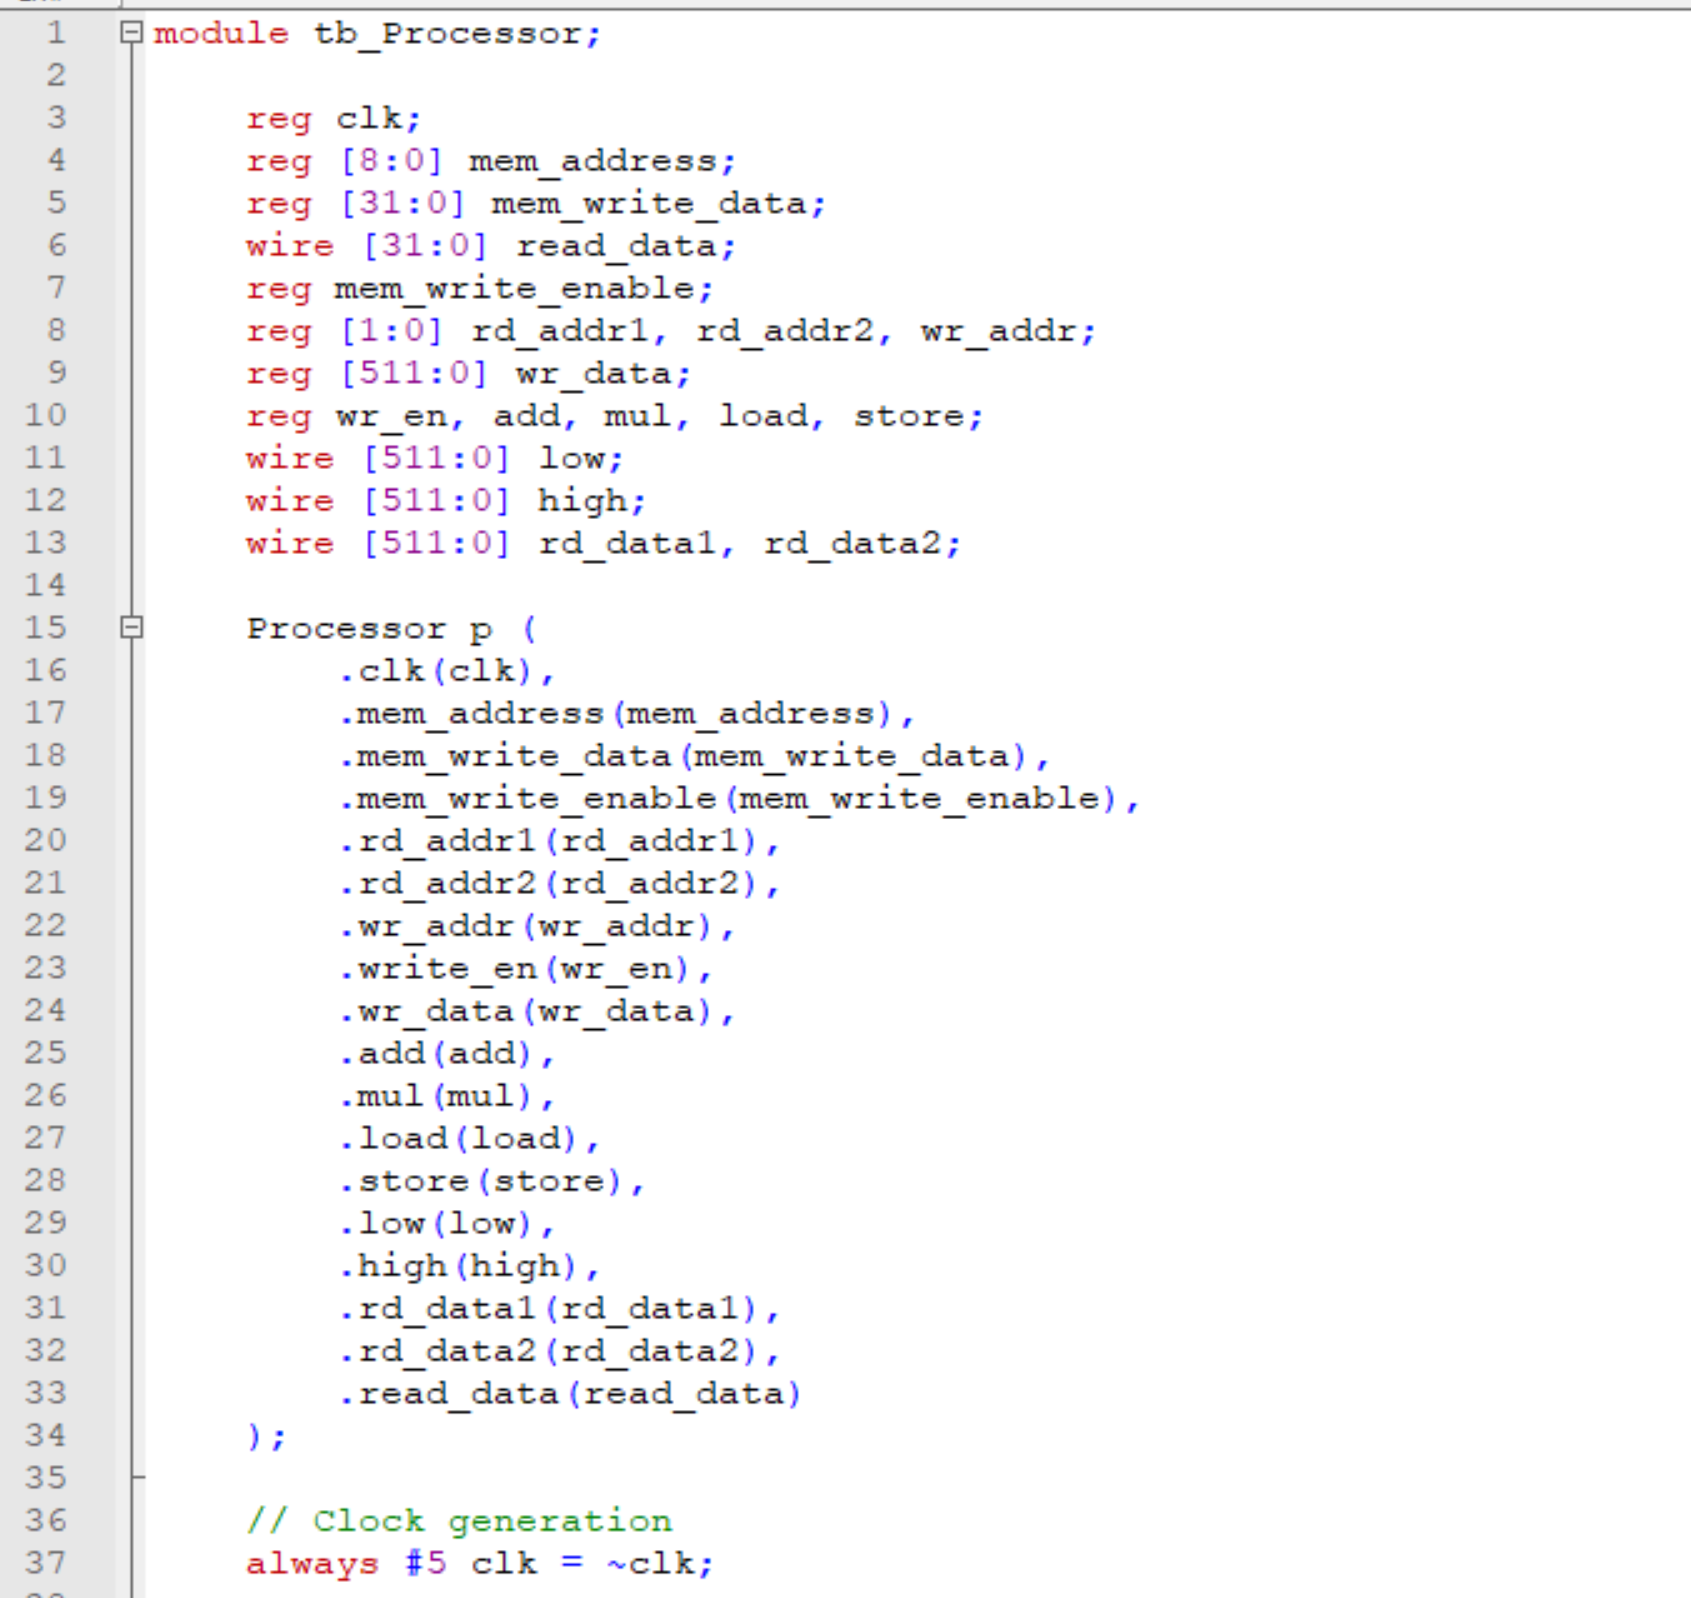 1 module tb_Processor;
2
3 reg clk;
4 reg [8:0] mem_address;
5 reg [31:0] mem_write_data;
6 wire [31:0] read_data;
7 reg mem_write_enable;
8 reg [1:0] rd_addr1, rd_addr2, wr_addr;
9 reg [511:0] wr_data;
10 reg wr_en, add, mul, load, store;
11 wire [511:0] low;
12 wire [511:0] high;
13 wire [511:0] rd_data1, rd_data2;
14
15 Processor p (
16 .clk(clk),
17 .mem_address(mem_address),
18 .mem_write_data(mem_write_data),
19 .mem_write_enable(mem_write_enable),
20 .rd_addr1(rd_addr1),
21 .rd_addr2(rd_addr2),
22 .wr_addr(wr_addr),
23 .write_en(wr_en),
24 .wr_data(wr_data),
25 .add(add),
26 .mul(mul),
27 .load(load),
28 .store(store),
29 .low(low),
30 .high(high),
31 .rd_data1(rd_data1),
32 .rd_data2(rd_data2),
33 .read_data(read_data)
34 );
35
36 // Clock generation
37 always #5 clk = ~clk;